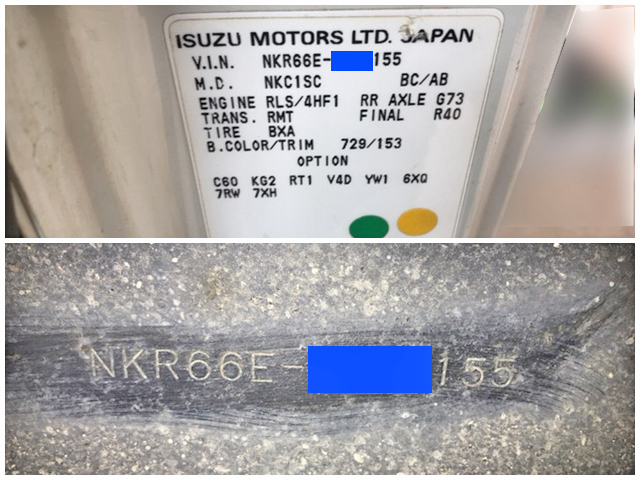 ISUZU MOTORS LTD. JAPAN
V.I.N. NKR66E-155
M.D. NKC1SC BC/AB
ENGINE RLS/4HF1 RR AXLE G73
TRANS. RMT FINAL R40
TIRE BXA
B.COLOR/TRIM 729/153
OPTION
C60 KG2 RT1 V4D YW1 6XQ
7RW 7XH
NKR66E-155